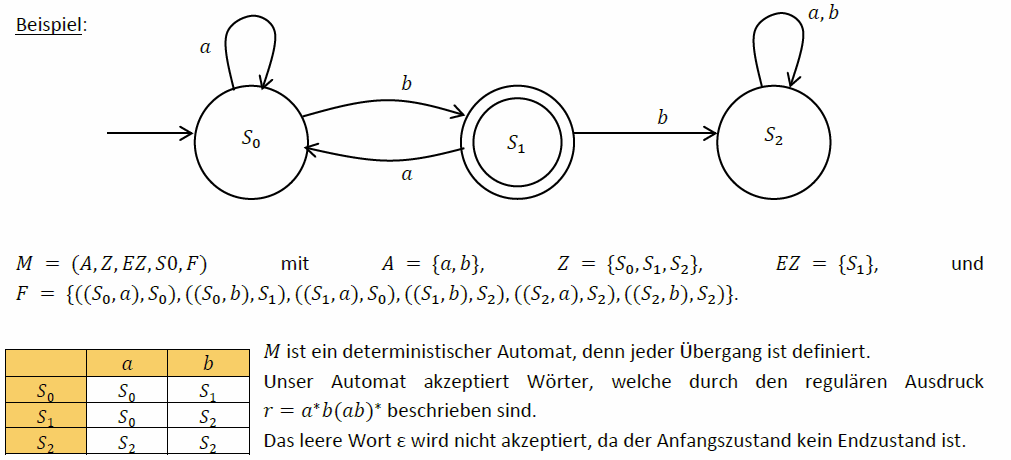 Beispiel:
a
b
a, b
S₀
S₁
b
S₂
a
M = (A, Z, EZ, S0, F) mit A = {a, b}, Z = {S₀, S₁, S₂}, EZ = {S₁}, und
F = {((S₀, a), S₀), ((S₀, b), S₁), ((S₁, a), S₀), ((S₁, b), S₂), ((S₂, a), S₂), ((S₂, b), S₂)}.
a b
S₀ S₀ S₁
S₁ S₀ S₂
S₂ S₂ S₂
M ist ein deterministischer Automat, denn jeder Übergang ist definiert.
Unser Automat akzeptiert Wörter, welche durch den regulären Ausdruck
r = a*b(ab)* beschrieben sind.
Das leere Wort ε wird nicht akzeptiert, da der Anfangszustand kein Endzustand ist.